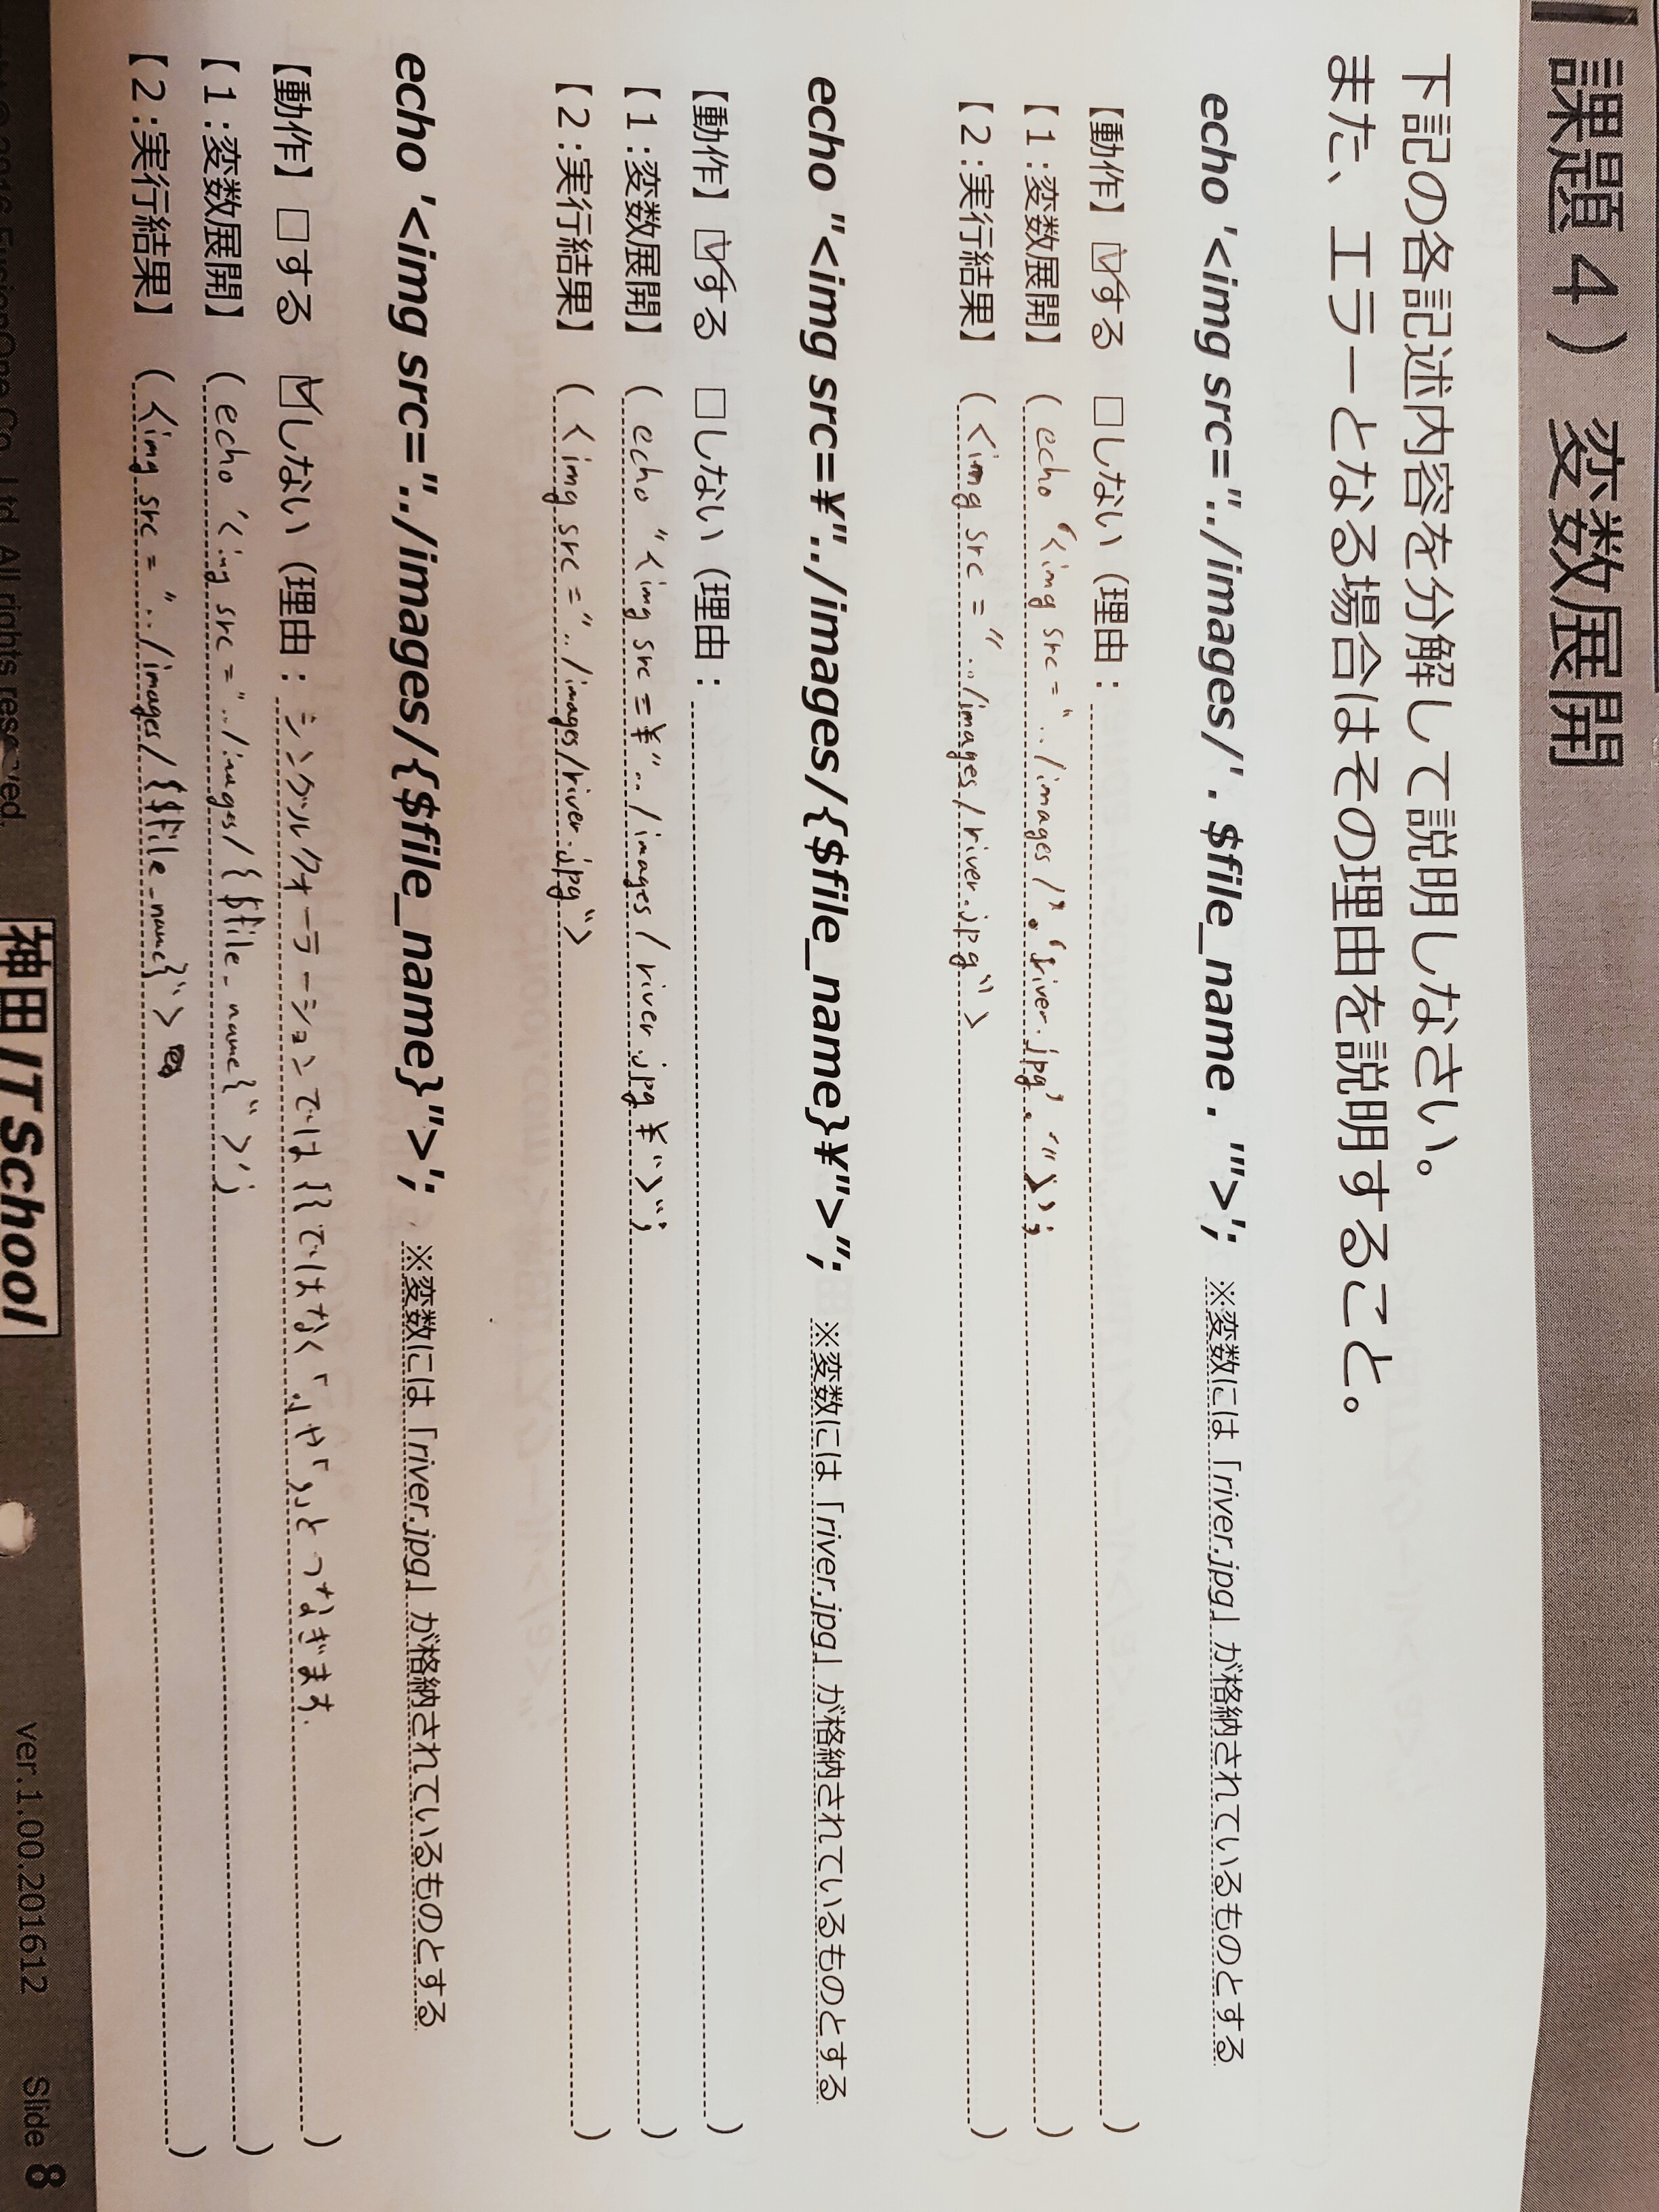 課題４）変数展開
下記の各記述内容を分解して説明しなさい。
また、エラーとなる場合はその理由を説明すること。
echo '<img src="../images/' . $file_name . '">'; ※変数には「river.jpg」が格納されているものとする
【動作】☑する □しない（理由： ）
【１:変数展開】 （ echo '<img src="../images/'.'river.jpg'.'">'; ）
【２:実行結果】 （ <img src="../images/river.jpg"> ）
echo "<img src=¥"../images/{$file_name}¥">"; ※変数には「river.jpg」が格納されているものとする
【動作】☑する □しない（理由： ）
【１:変数展開】 （ echo "<img src=¥"../images/river.jpg¥">"; ）
【２:実行結果】 （ <img src="../images/river.jpg"> ）
echo '<img src="../images/{$file_name}">'; ※変数には「river.jpg」が格納されているものとする
【動作】□する ☑しない（理由：シングルクォーラーションでは{}ではなく「.」や「,」とつなぎます. ）
【１:変数展開】 （ echo '<img src="../images/{$file_name}">'; ）
【２:実行結果】 （ <img src="../images/{$file_name}"> ）
2016 FusionOne Co., Ltd. All rights reserved. 神田 IT School ver.1.00.201612 Slide 8